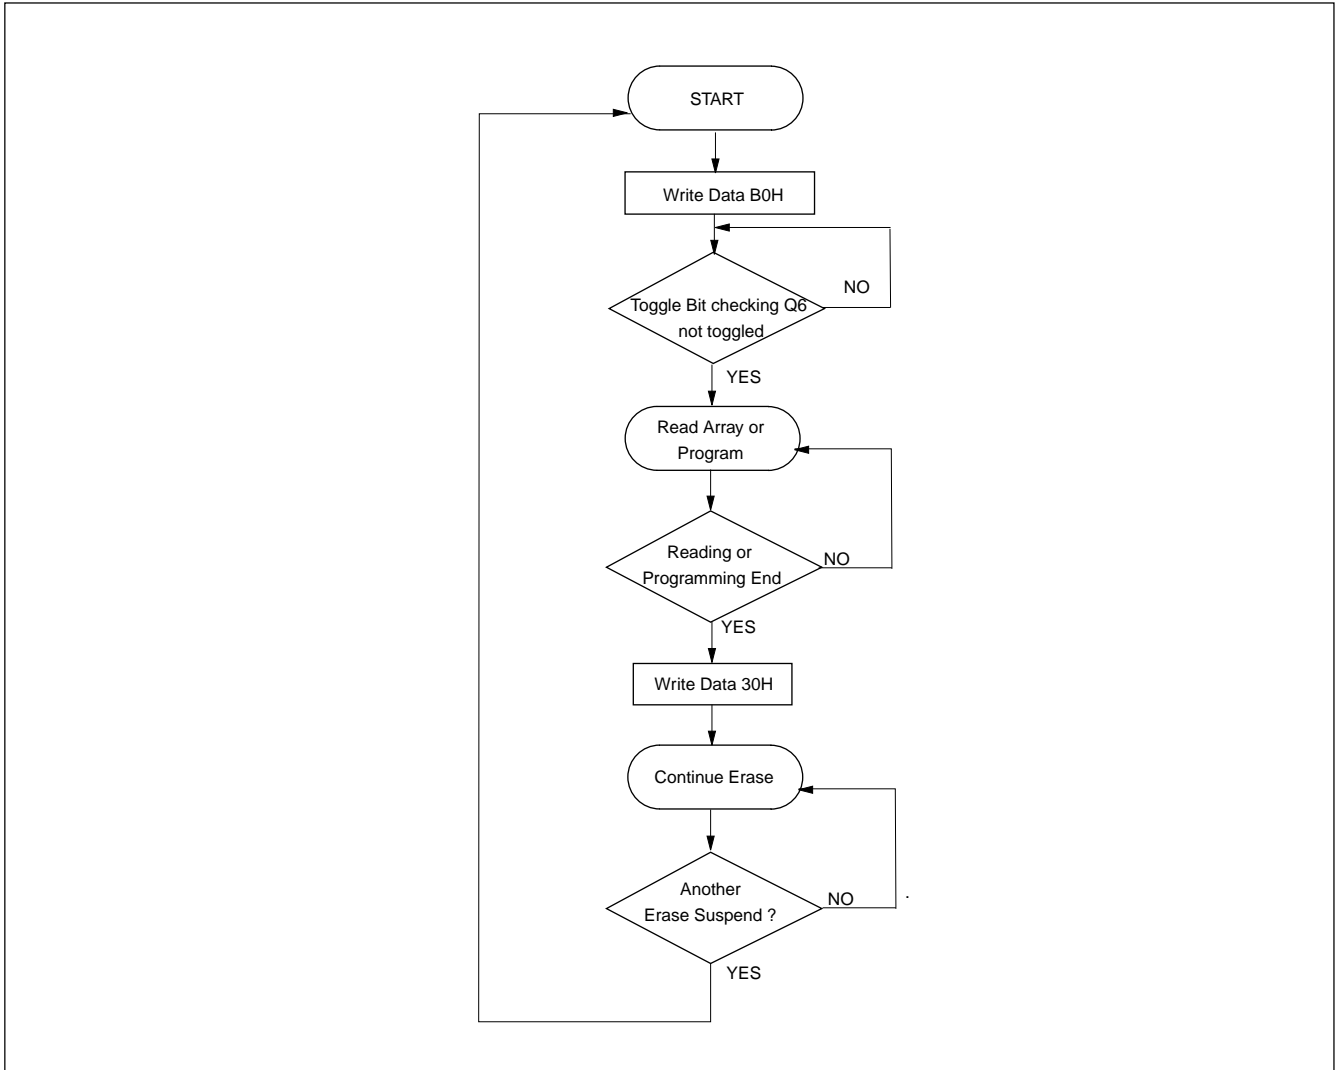 START
Write Data B0H
NO
Toggle Bit checking Q6
not toggled
YES
Read Array or
Program
Reading or
Programming End
NO
YES
Write Data 30H
Continue Erase
Another
Erase Suspend ?
NO
.
YES